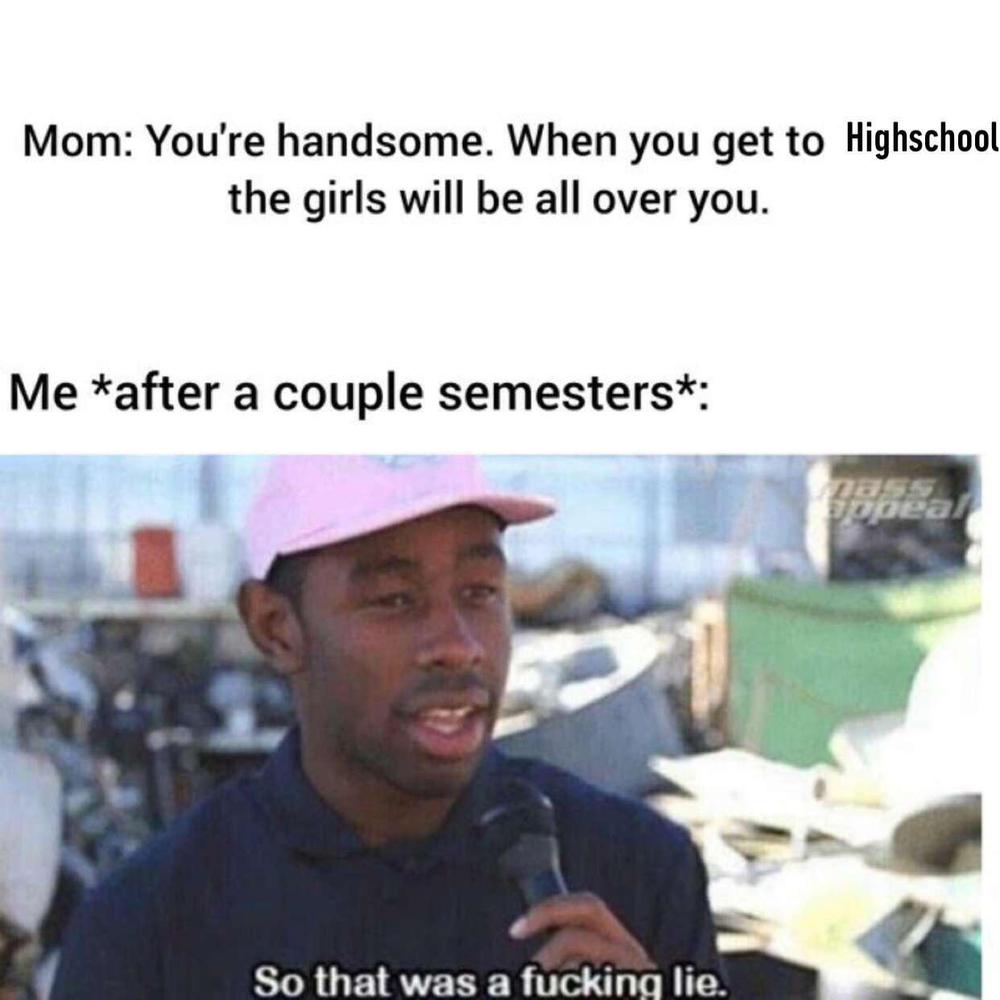 Mom: You're handsome. When you get to Highschool
the girls will be all over you.
Me *after a couple semesters*:
mass
appeal
So that was a fucking lie.